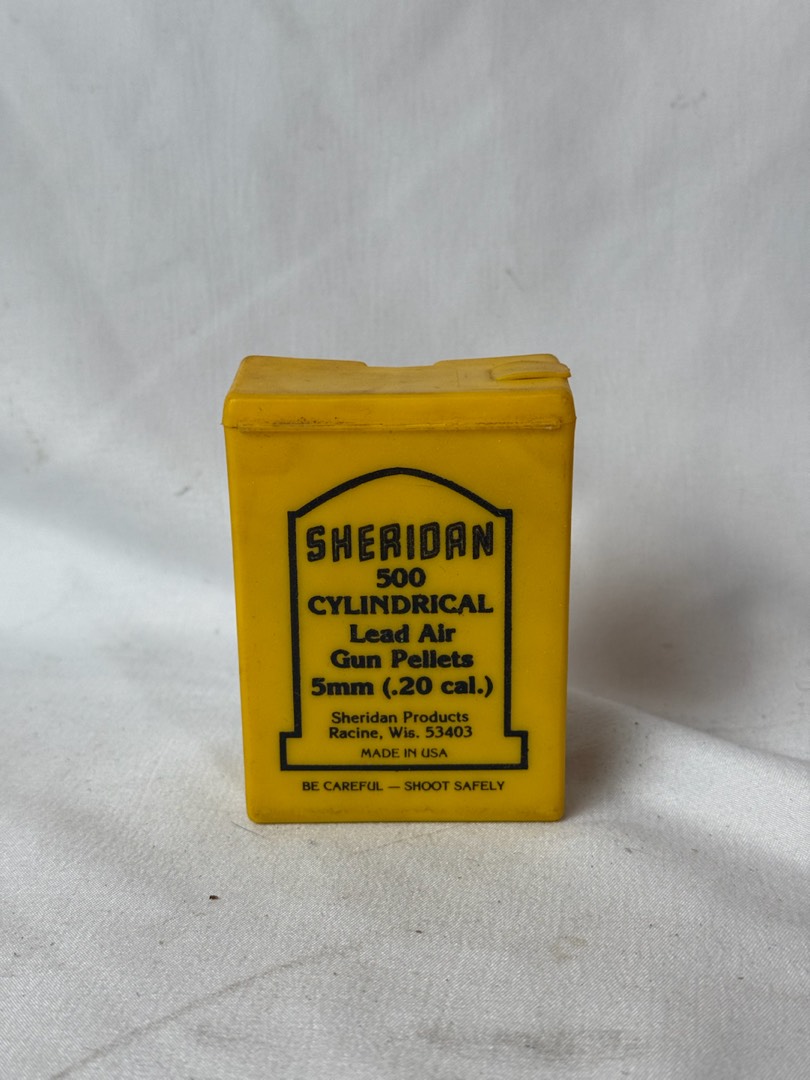 SHERIDAN
500
CYLINDRICAL
Lead Air
Gun Pellets
5mm (.20 cal.)
Sheridan Products
Racine, Wis. 53403
MADE IN USA
BE CAREFUL — SHOOT SAFELY